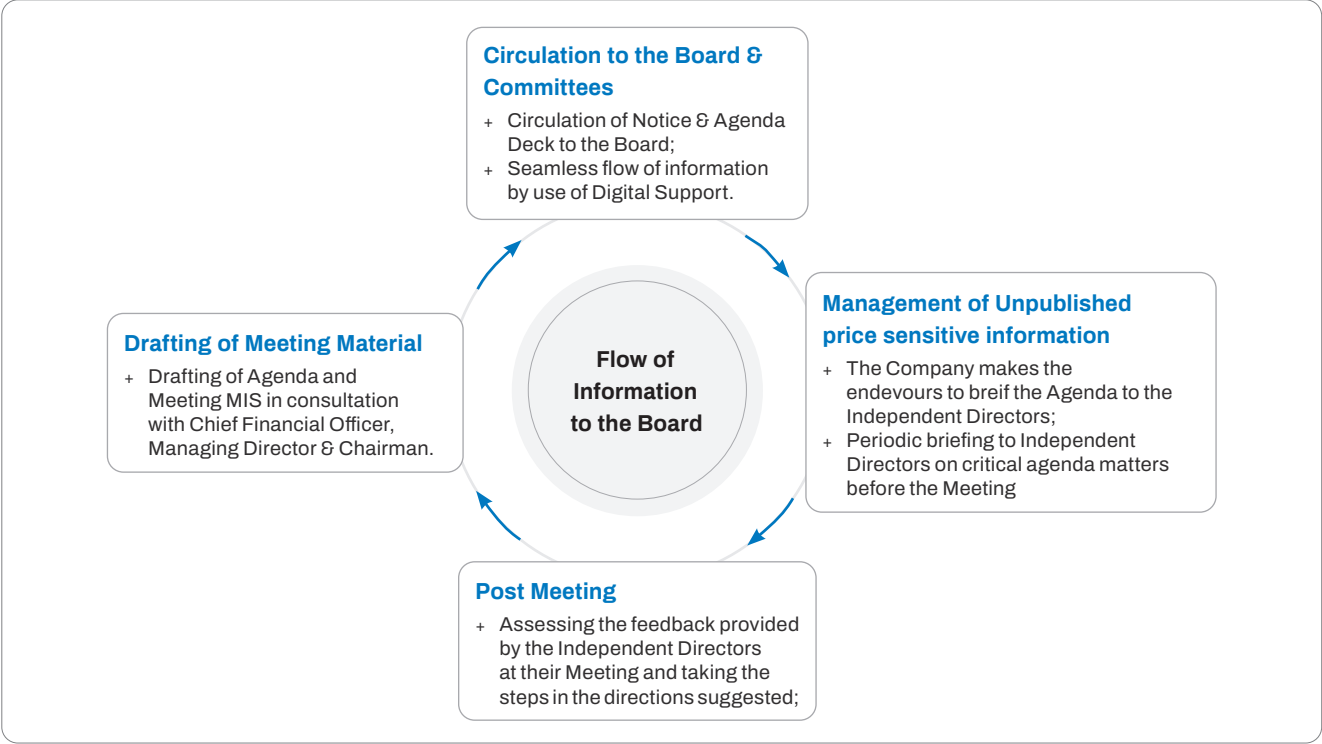 Circulation to the Board &
Committees
+ Circulation of Notice & Agenda
Deck to the Board;
+ Seamless flow of information
by use of Digital Support.
Management of Unpublished
price sensitive information
+ The Company makes the
endevours to breif the Agenda to the
Independent Directors;
+ Periodic briefing to Independent
Directors on critical agenda matters
before the Meeting
Drafting of Meeting Material
+ Drafting of Agenda and
Meeting MIS in consultation
with Chief Financial Officer,
Managing Director & Chairman.
Flow of
Information
to the Board
Post Meeting
+ Assessing the feedback provided
by the Independent Directors
at their Meeting and taking the
steps in the directions suggested;